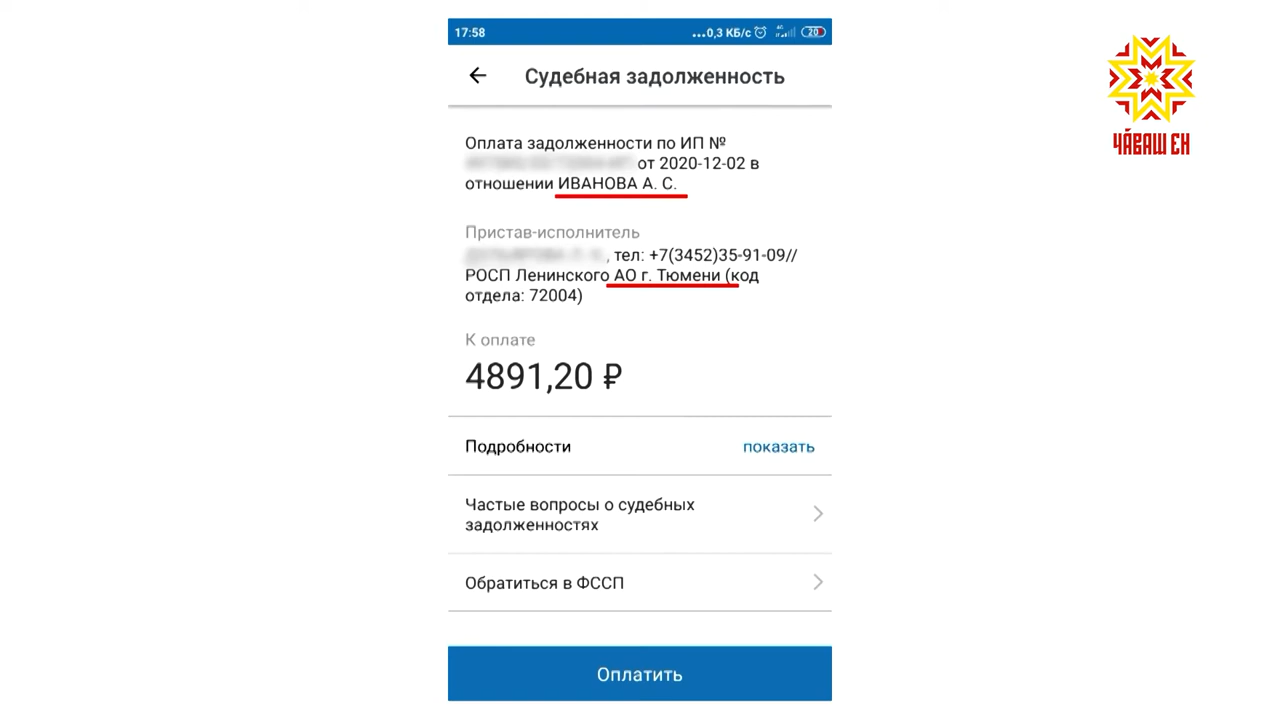 17:58
...0,3 КБ/с 4G 20
Судебная задолженность
ЧӐВАШ ЕН
Оплата задолженности по ИП №
от 2020-12-02 в
отношении ИВАНОВА А. С.
Пристав-исполнитель
, тел: +7(3452)35-91-09//
РОСП Ленинского АО г. Тюмени (код
отдела: 72004)
К оплате
4891,20 ₽
Подробности показать
Частые вопросы о судебных
задолженностях
Обратиться в ФССП
Оплатить